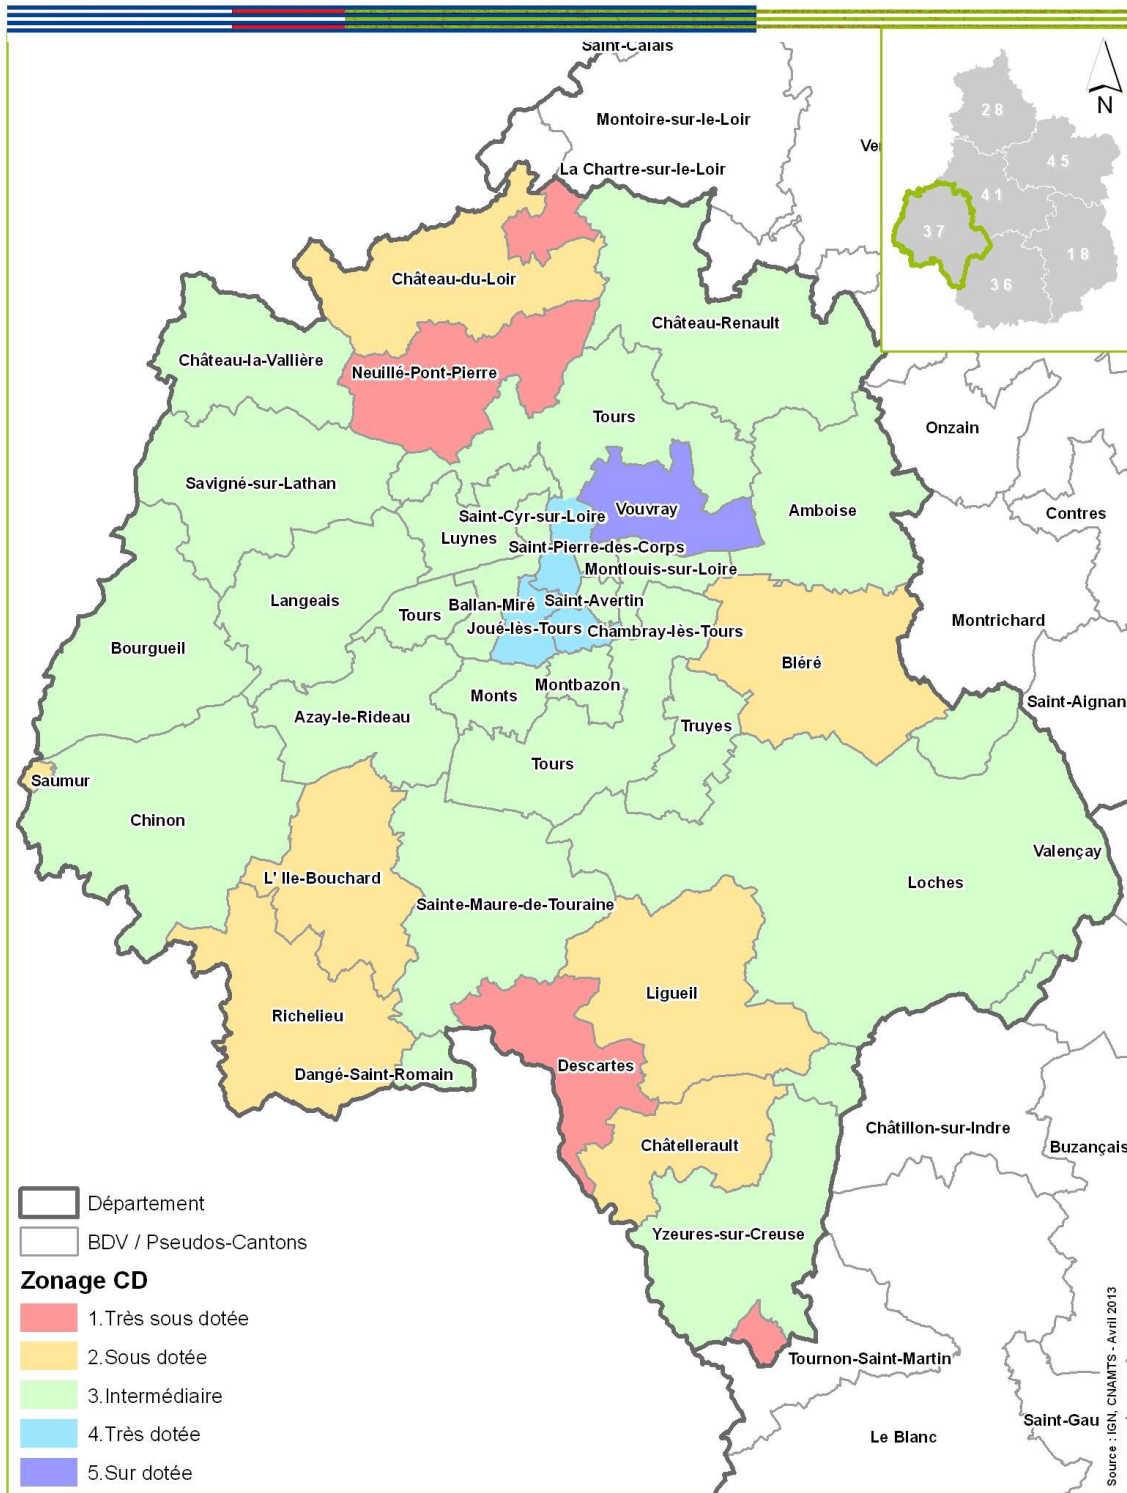 Saint-Calais
Montoire-sur-le-Loir
La Chartre-sur-le-Loir
28
45
41
37
18
36
N
Château-du-Loir
Château-Renault
Château-la-Vallière
Neuillé-Pont-Pierre
Tours
Onzain
Savigné-sur-Lathan
Vouvray
Amboise
Contres
Saint-Cyr-sur-Loire
Luynes
Saint-Pierre-des-Corps
Montlouis-sur-Loire
Langeais
Tours
Ballan-Miré
Saint-Avertin
Montrichard
Joué-lès-Tours
Chambray-lès-Tours
Bourgueil
Bléré
Monts
Montbazon
Saint-Aignan
Azay-le-Rideau
Truyes
Tours
Saumur
Chinon
Valençay
L' Ile-Bouchard
Loches
Sainte-Maure-de-Touraine
Ligueil
Richelieu
Descartes
Dangé-Saint-Romain
Châtillon-sur-Indre
Châtellerault
Buzançais
Yzeures-sur-Creuse
Tournon-Saint-Martin
Saint-Gau
Le Blanc
Département
BDV / Pseudos-Cantons
Zonage CD
1.Très sous dotée
2.Sous dotée
3.Intermédiaire
4.Très dotée
5.Sur dotée
Source : IGN, CNAMTS - Avril 2013